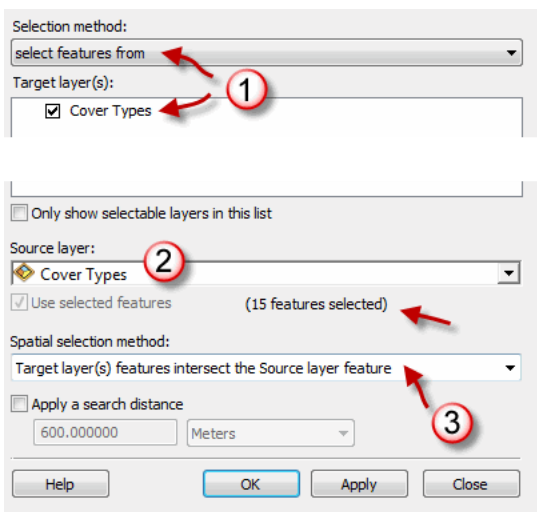 Selection method:
select features from
Target layer(s):
1
Cover Types
Only show selectable layers in this list
Source layer:
2
Cover Types
Use selected features (15 features selected)
Spatial selection method:
Target layer(s) features intersect the Source layer feature
Apply a search distance
3
600.000000 Meters
Help OK Apply Close